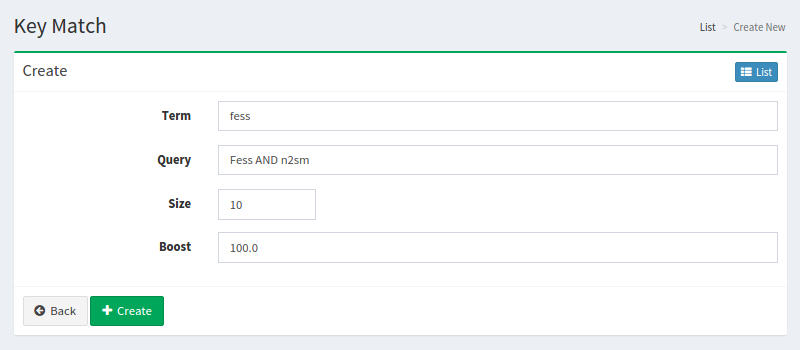 Key Match
List > Create New
Create
List
Term fess
Query Fess AND n2sm
Size 10
Boost 100.0
Back Create